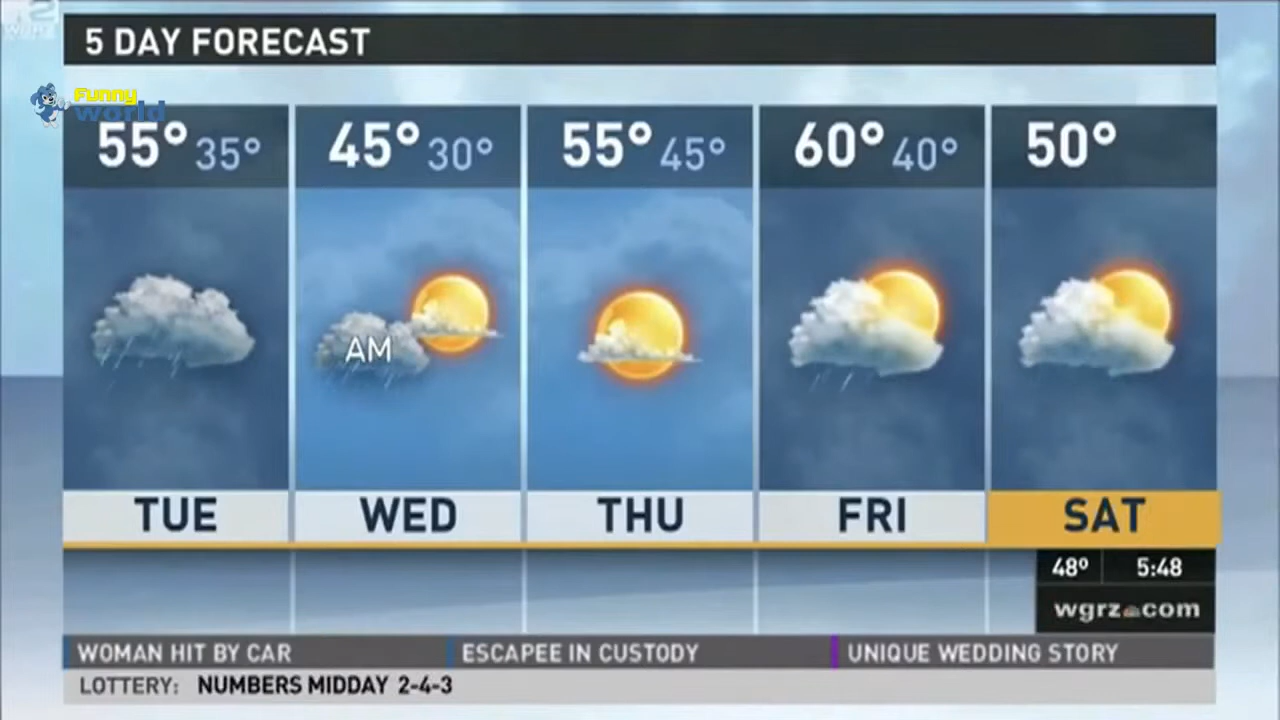 2
WGRZ
5 DAY FORECAST
Funny
world
55° 35°
45° 30°
55° 45°
60° 40°
50°
AM
TUE
WED
THU
FRI
SAT
48° 5:48
wgrz.com
WOMAN HIT BY CAR
ESCAPEE IN CUSTODY
UNIQUE WEDDING STORY
LOTTERY: NUMBERS MIDDAY 2-4-3